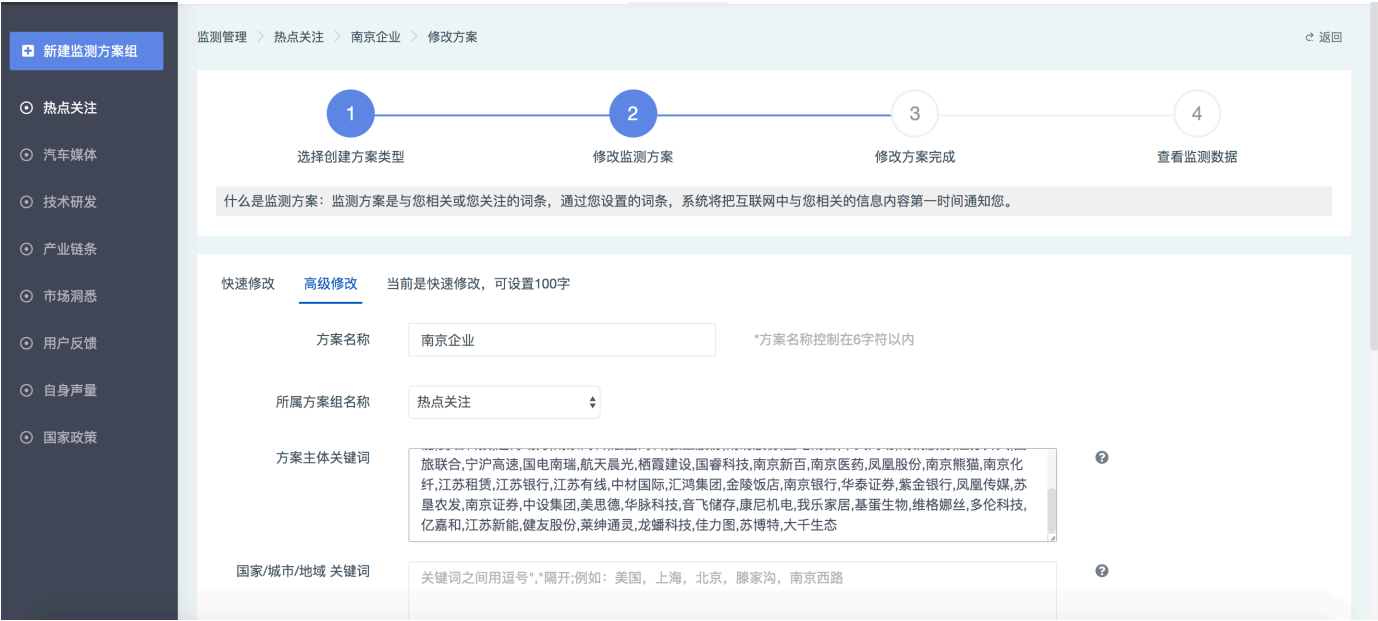 新建监测方案组
热点关注
汽车媒体
技术研发
产业链条
市场洞悉
用户反馈
自身声量
国家政策
监测管理 > 热点关注 > 南京企业 > 修改方案
返回
1
2
3
4
选择创建方案类型
修改监测方案
修改方案完成
查看监测数据
什么是监测方案：监测方案是与您相关或您关注的词条，通过您设置的词条，系统将把互联网中与您相关的信息内容第一时间通知您。
快速修改
高级修改
当前是快速修改，可设置100字
方案名称
南京企业
*方案名称控制在6字符以内
所属方案组名称
热点关注
方案主体关键词
旅联合,宁沪高速,国电南瑞,航天晨光,栖霞建设,国睿科技,南京新百,南京医药,凤凰股份,南京熊猫,南京化
纤,江苏租赁,江苏银行,江苏有线,中材国际,汇鸿集团,金陵饭店,南京银行,华泰证券,紫金银行,凤凰传媒,苏
垦农发,南京证券,中设集团,美思德,华脉科技,音飞储存,康尼机电,我乐家居,基蛋生物,维格娜丝,多伦科技,
亿嘉和,江苏新能,健友股份,莱绅通灵,龙蟠科技,佳力图,苏博特,大千生态
国家/城市/地域 关键词
关键词之间用逗号","隔开;例如：美国，上海，北京，滕家沟，南京西路